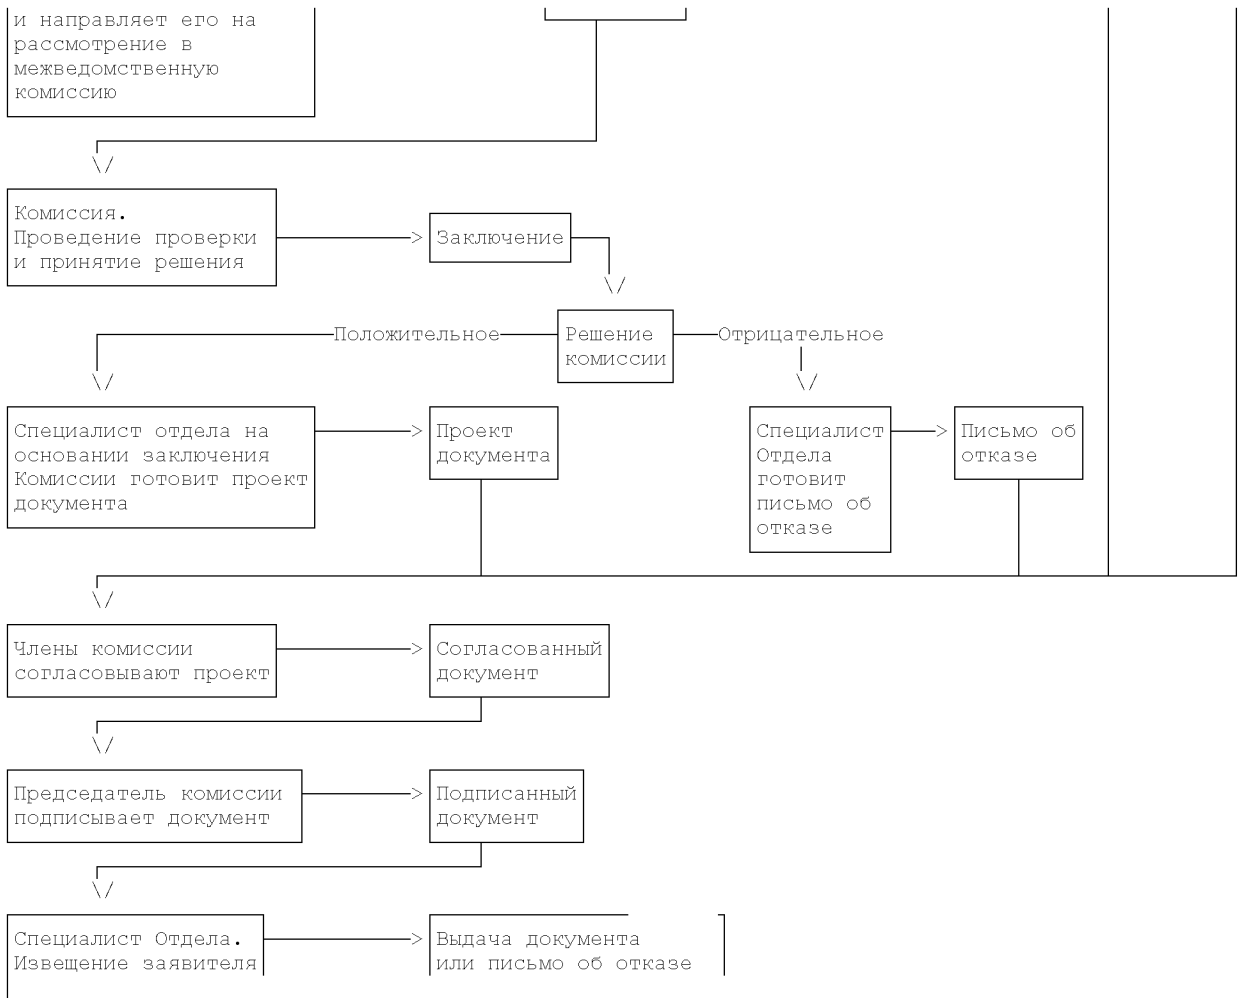 и направляет его на
рассмотрение в
межведомственную
комиссию
Комиссия.
Проведение проверки
и принятие решения
Заключение
Положительное
Решение
комиссии
Отрицательное
Специалист отдела на
основании заключения
Комиссии готовит проект
документа
Проект
документа
Специалист
Отдела
готовит
письмо об
отказе
Письмо об
отказе
Члены комиссии
согласовывают проект
Согласованный
документ
Председатель комиссии
подписывает документ
Подписанный
документ
Специалист Отдела.
Извещение заявителя
Выдача документа
или письмо об отказе